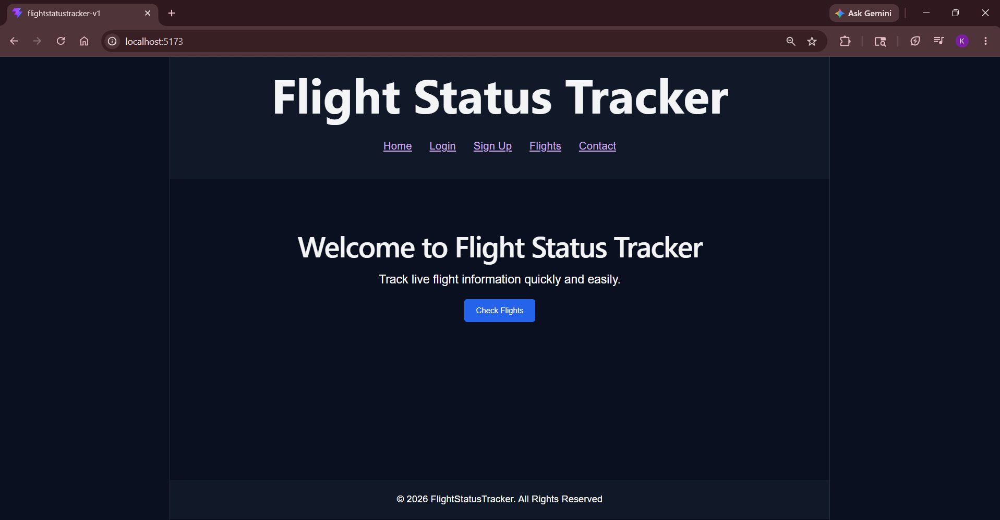 flightstatustracker-v1
Ask Gemini
localhost:5173
K
Flight Status Tracker
Home Login Sign Up Flights Contact
Welcome to Flight Status Tracker
Track live flight information quickly and easily.
Check Flights
© 2026 FlightStatusTracker. All Rights Reserved